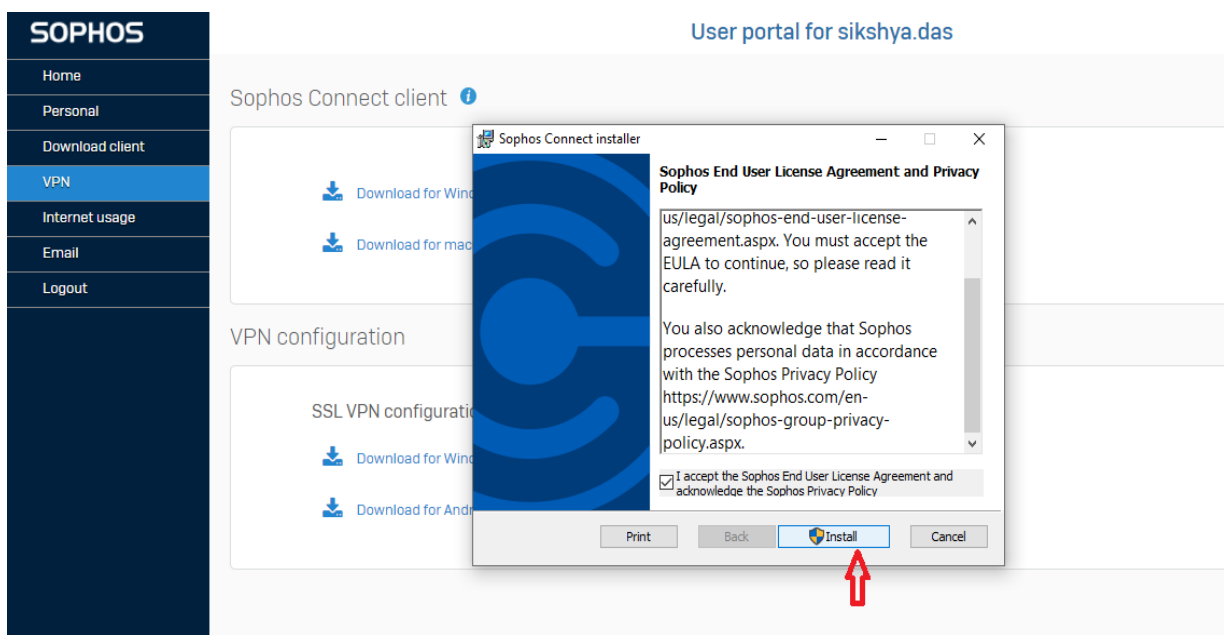 SOPHOS
User portal for sikshya.das
Home
Personal
Download client
VPN
Internet usage
Email
Logout
Sophos Connect client
Download for Wind
Download for mac
VPN configuration
SSL VPN configuratio
Download for Wind
Download for Andr
Sophos Connect installer
Sophos End User License Agreement and Privacy
Policy
us/legal/sophos-end-user-license-
agreement.aspx. You must accept the
EULA to continue, so please read it
carefully.
You also acknowledge that Sophos
processes personal data in accordance
with the Sophos Privacy Policy
https://www.sophos.com/en-
us/legal/sophos-group-privacy-
policy.aspx.
I accept the Sophos End User License Agreement and
acknowledge the Sophos Privacy Policy
Print
Back
Install
Cancel